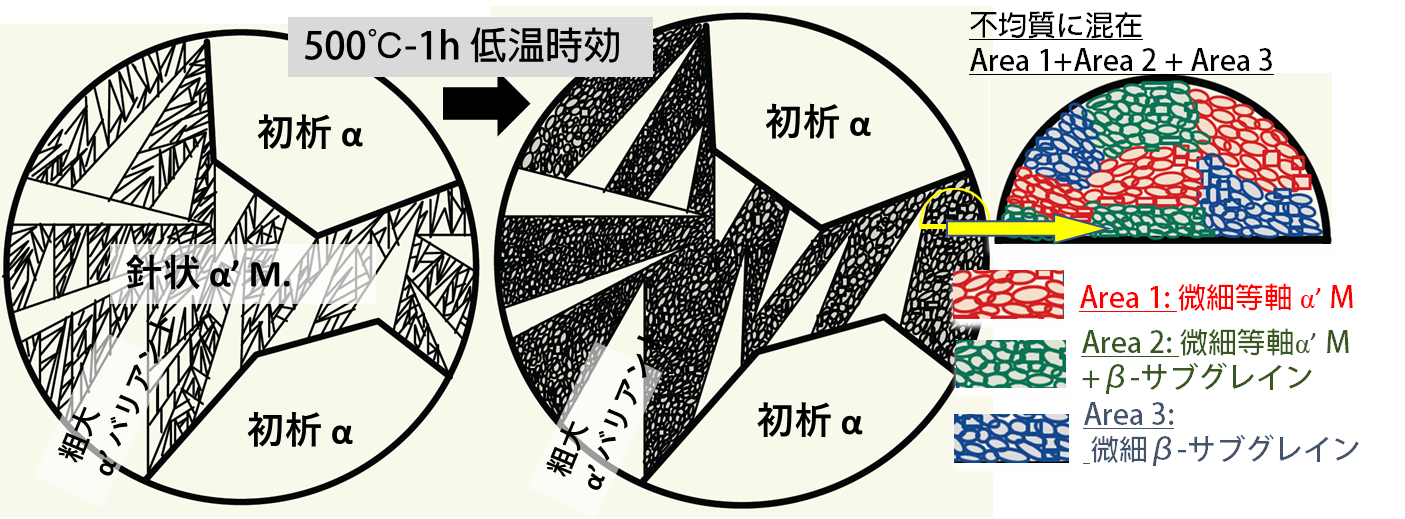 500℃-1h 低温時効
不均質に混在
Area 1+Area 2 + Area 3
初析 α
初析 α
針状 α’ M.
粗大
α’バリアント
初析 α
粗大
α’バリアント
初析 α
Area 1: 微細等軸 α’ M
Area 2: 微細等軸α’ M
+β-サブグレイン
Area 3:
微細β-サブグレイン